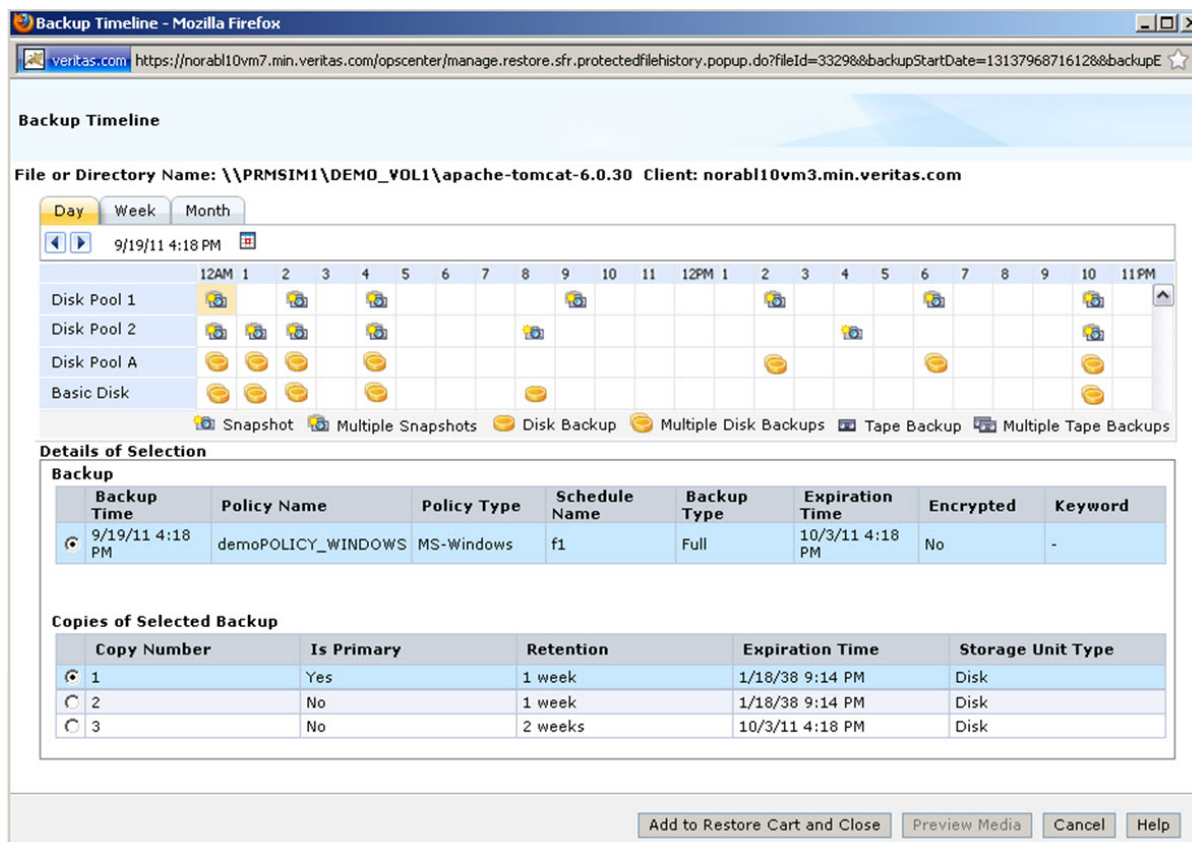 Backup Timeline - Mozilla Firefox
veritas.com https://norabl10vm7.min.veritas.com/opscenter/manage.restore.sfr.protectedfilehistory.popup.do?fileId=3329&&backupStartDate=1313796871612&&backupE
Backup Timeline
File or Directory Name: \\PRMSIM1\DEMO_VOL1\apache-tomcat-6.0.30 Client: norabl10vm3.min.veritas.com
Day Week Month
9/19/11 4:18 PM
12AM 1 2 3 4 5 6 7 8 9 10 11 12PM 1 2 3 4 5 6 7 8 9 10 11PM
Disk Pool 1
Disk Pool 2
Disk Pool A
Basic Disk
Snapshot Multiple Snapshots Disk Backup Multiple Disk Backups Tape Backup Multiple Tape Backups
Details of Selection
Backup
Backup Time Policy Name Policy Type Schedule Name Backup Type Expiration Time Encrypted Keyword
9/19/11 4:18 PM demoPOLICY_WINDOWS MS-Windows f1 Full 10/3/11 4:18 PM No -
Copies of Selected Backup
Copy Number Is Primary Retention Expiration Time Storage Unit Type
1 Yes 1 week 1/18/38 9:14 PM Disk
2 No 1 week 1/18/38 9:14 PM Disk
3 No 2 weeks 10/3/11 4:18 PM Disk
Add to Restore Cart and Close Preview Media Cancel Help